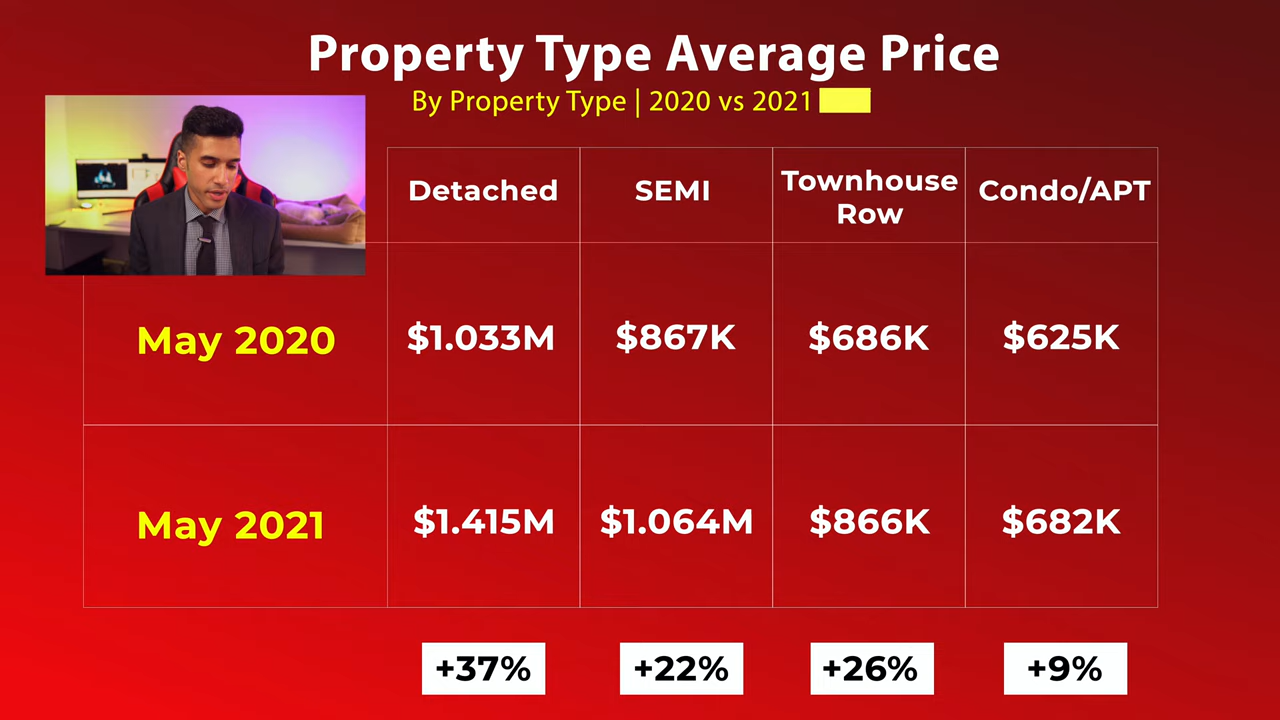 Property Type Average Price
By Property Type | 2020 vs 2021
Detached
SEMI
Townhouse
Row
Condo/APT
May 2020
$1.033M
$867K
$686K
$625K
May 2021
$1.415M
$1.064M
$866K
$682K
+37%
+22%
+26%
+9%